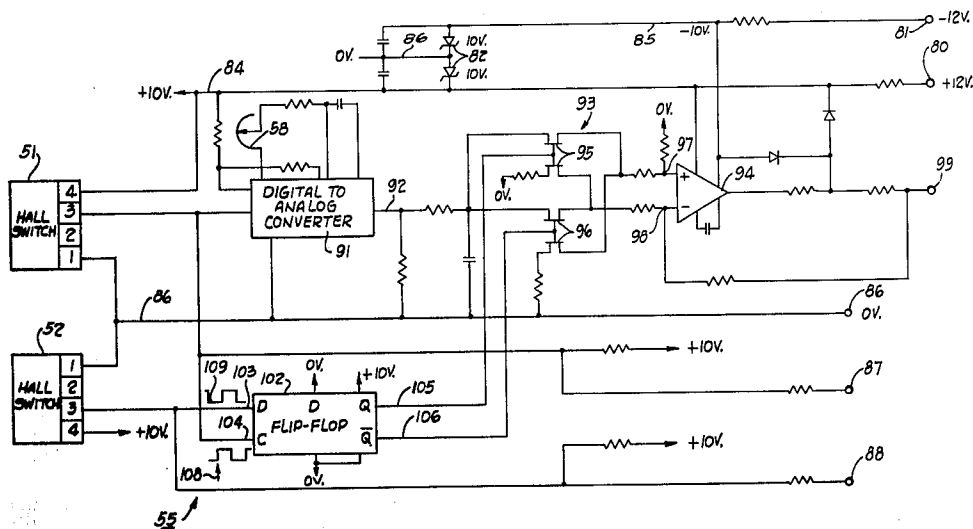 -12V.
81
-10V.
85
86
10V.
82
10V.
0V.
80
+12V.
84
+10V.
58
93
0V.
97
95
94
99
51
4
3
2
1
HALL SWITCH
DIGITAL TO ANALOG CONVERTER
91
92
0V.
96
98
86
86
0V.
52
1
2
3
4
HALL SWITCH
+10V.
+10V.
87
109
103
102
0V.
+10V.
105
D
D
Q
FLIP-FLOP
C
Q
104
106
108
0V.
+10V.
88
55